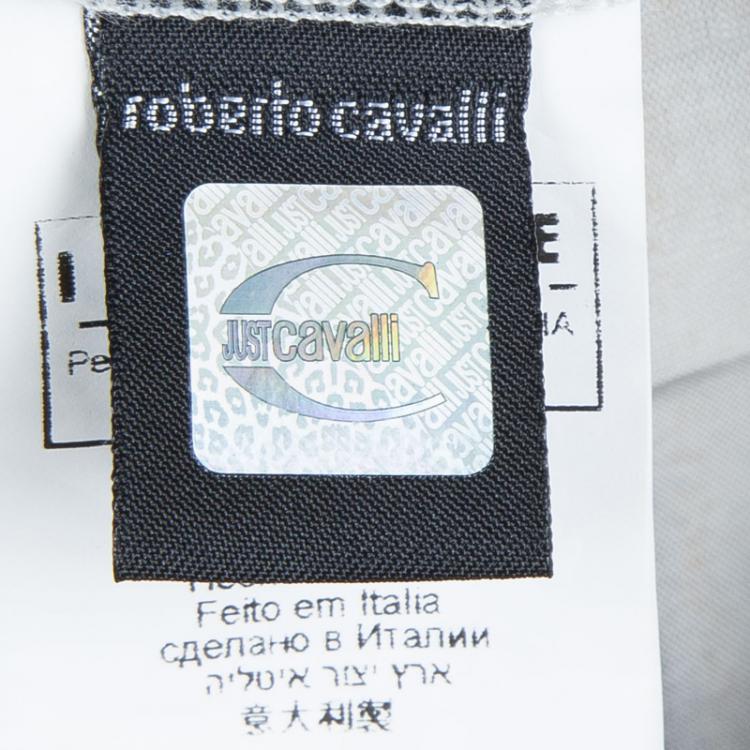 roberto cavalli
JUST cavalli
Feito em Italia
сделано в Италии
ארץ יצור איטליה
意大利製